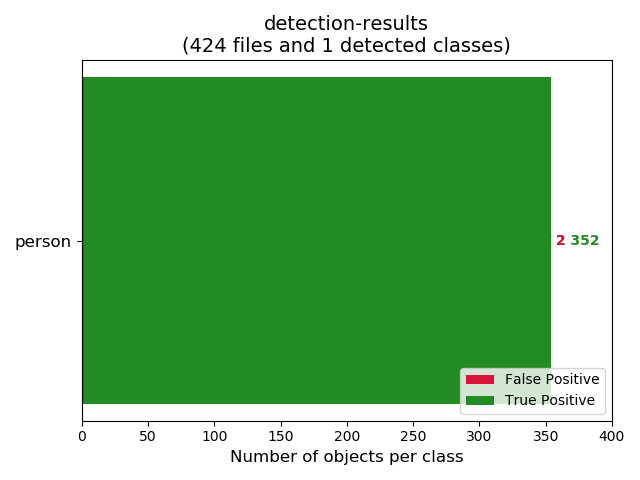 detection-results
(424 files and 1 detected classes)
person
2 352
False Positive
True Positive
0 50 100 150 200 250 300 350 400
Number of objects per class